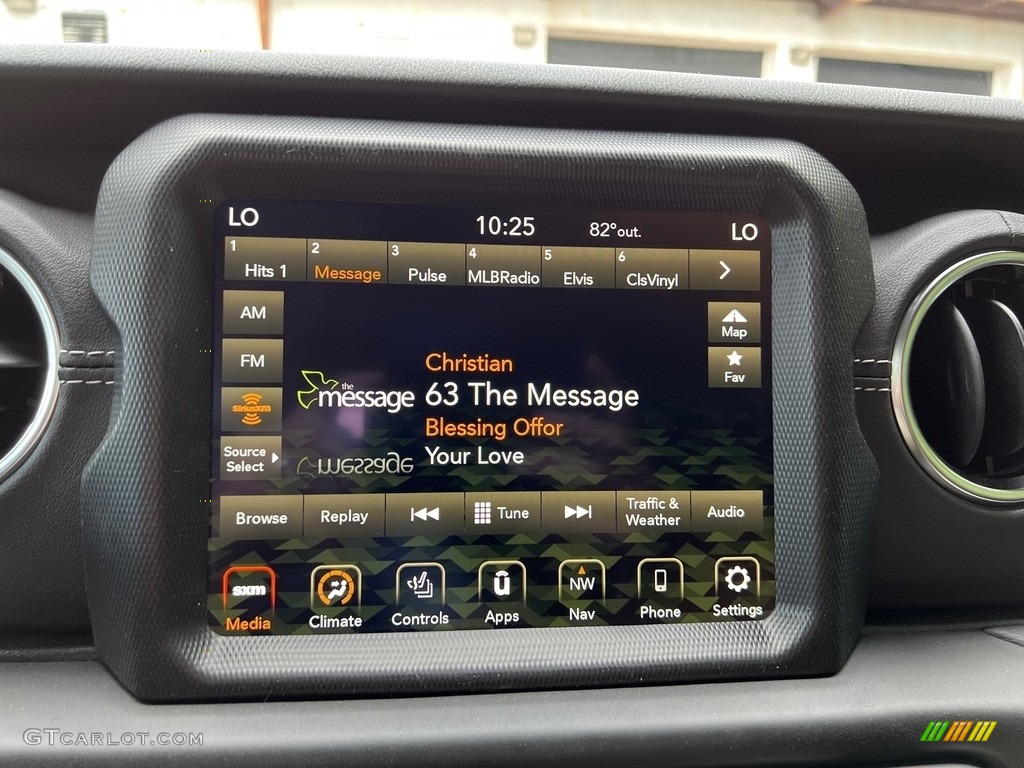 LO 10:25 82°out. LO
1 2 3 4 5 6
Hits 1 Message Pulse MLBRadio Elvis ClsVinyl >
AM
Map
FM
Fav
SiriusXM
Source
Select
the
message
Christian
63 The Message
Blessing Offor
Your Love
message
Browse Replay Tune Traffic &
Weather Audio
sxm
Media
Climate
Controls
U
Apps
NW
Nav
Phone
Settings
GTCARLOT.COM